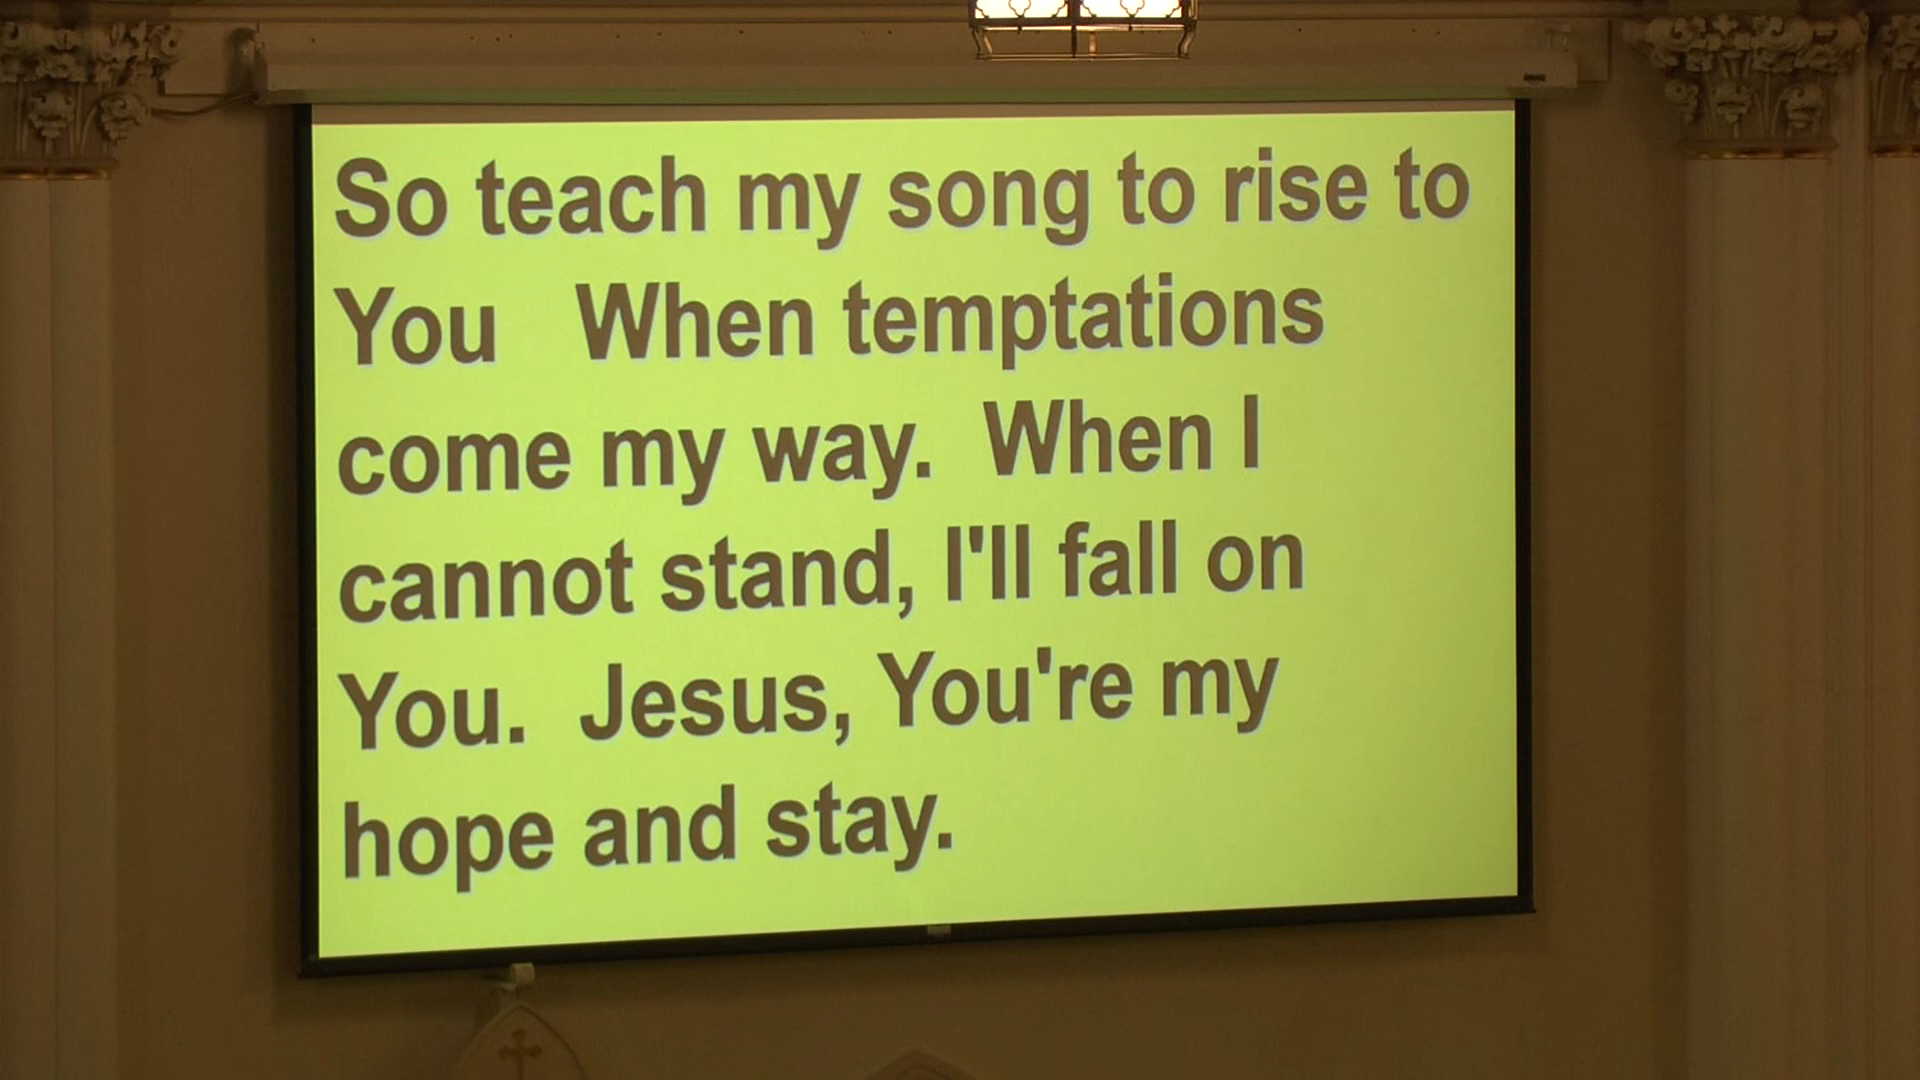 So teach my song to rise to
You When temptations
come my way. When I
cannot stand, I'll fall on
You. Jesus, You're my
hope and stay.